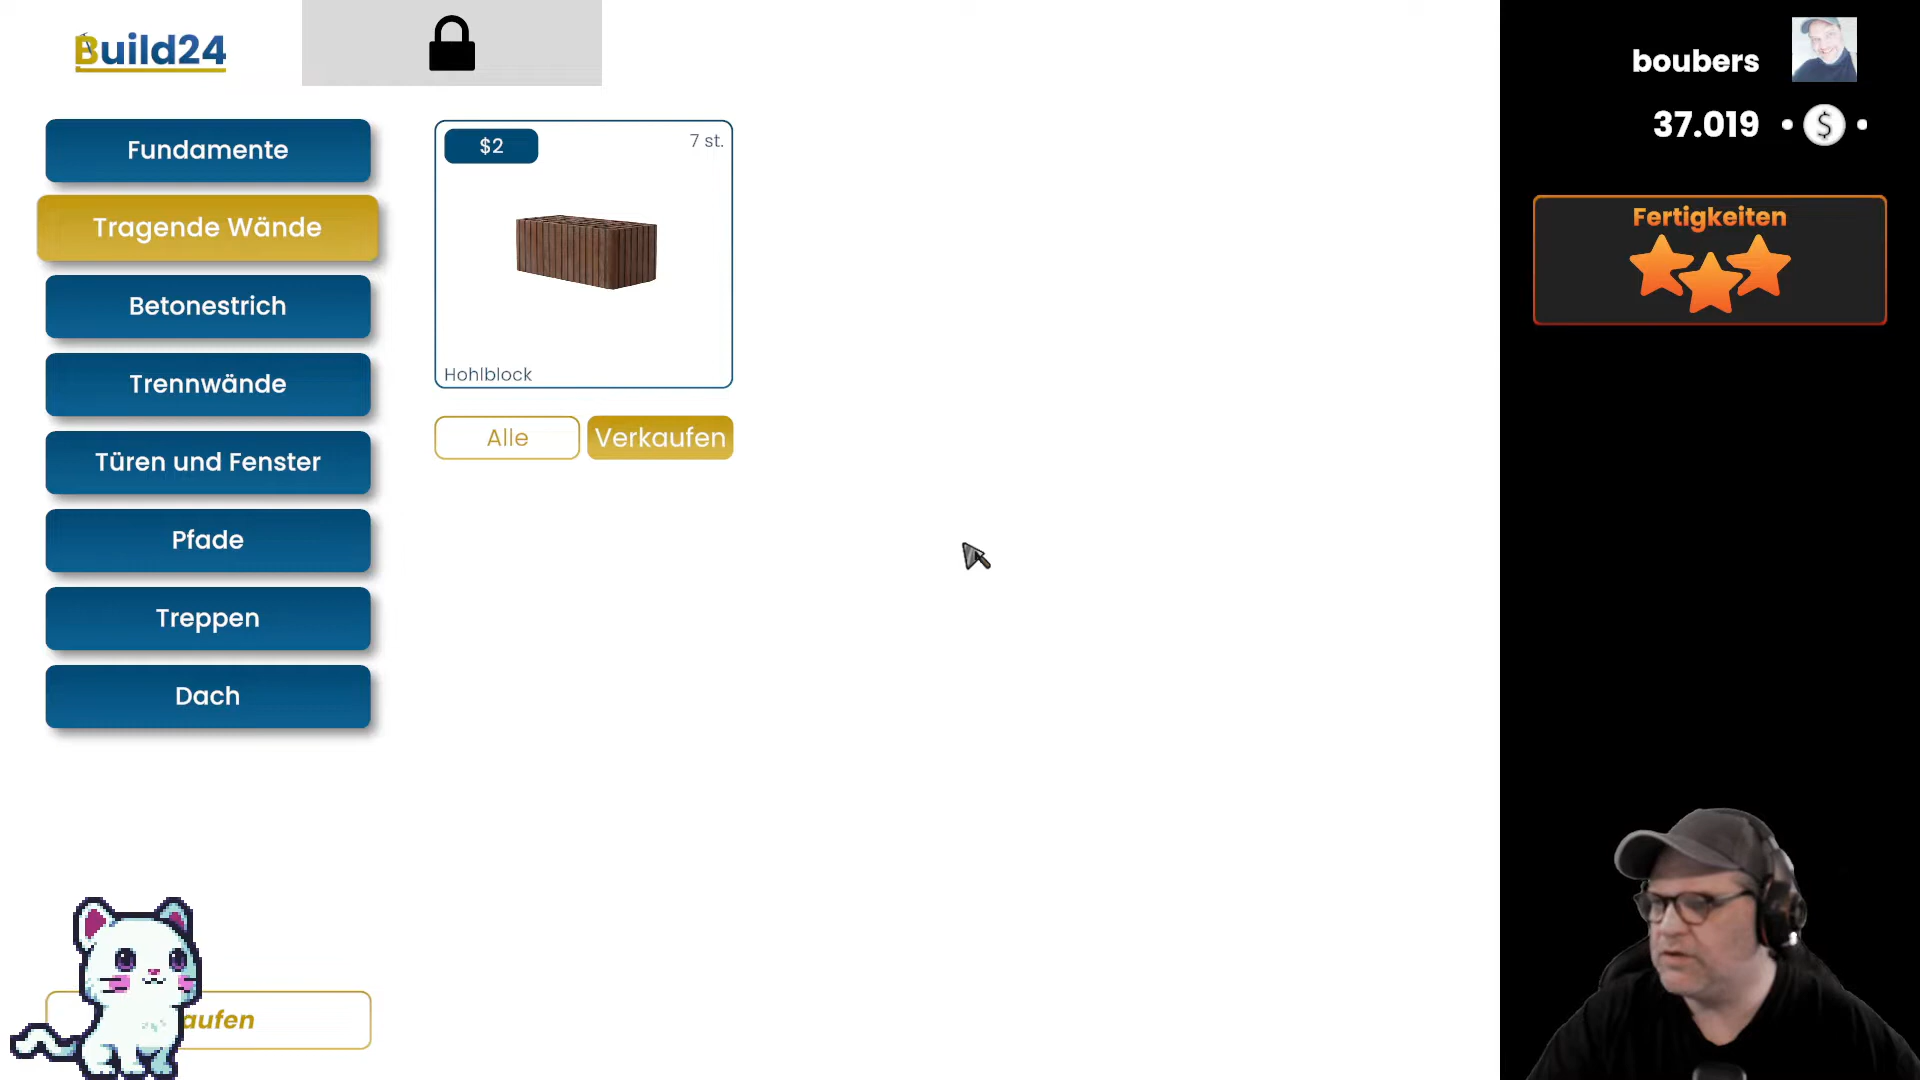 Build24
boubers
37.019
$
Fertigkeiten
Fundamente
Tragende Wände
Betonestrich
Trennwände
Türen und Fenster
Pfade
Treppen
Dach
$2
7 st.
Hohlblock
Alle
Verkaufen
aufen